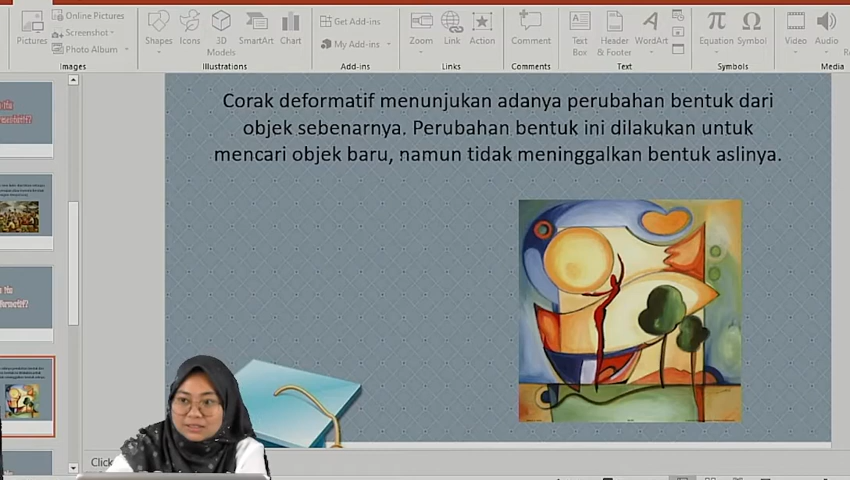 Online Pictures
Screenshot
Photo Album
Pictures
Shapes
Icons
3D
Models
SmartArt
Chart
Get Add-ins
My Add-ins
Zoom
Link
Action
Comment
Text
Box
Header
& Footer
WordArt
Equation
Symbol
Video
Audio
Images
Illustrations
Add-ins
Links
Comments
Text
Symbols
Media
Corak deformatif menunjukan adanya perubahan bentuk dari
objek sebenarnya. Perubahan bentuk ini dilakukan untuk
mencari objek baru, namun tidak meninggalkan bentuk aslinya.
Click